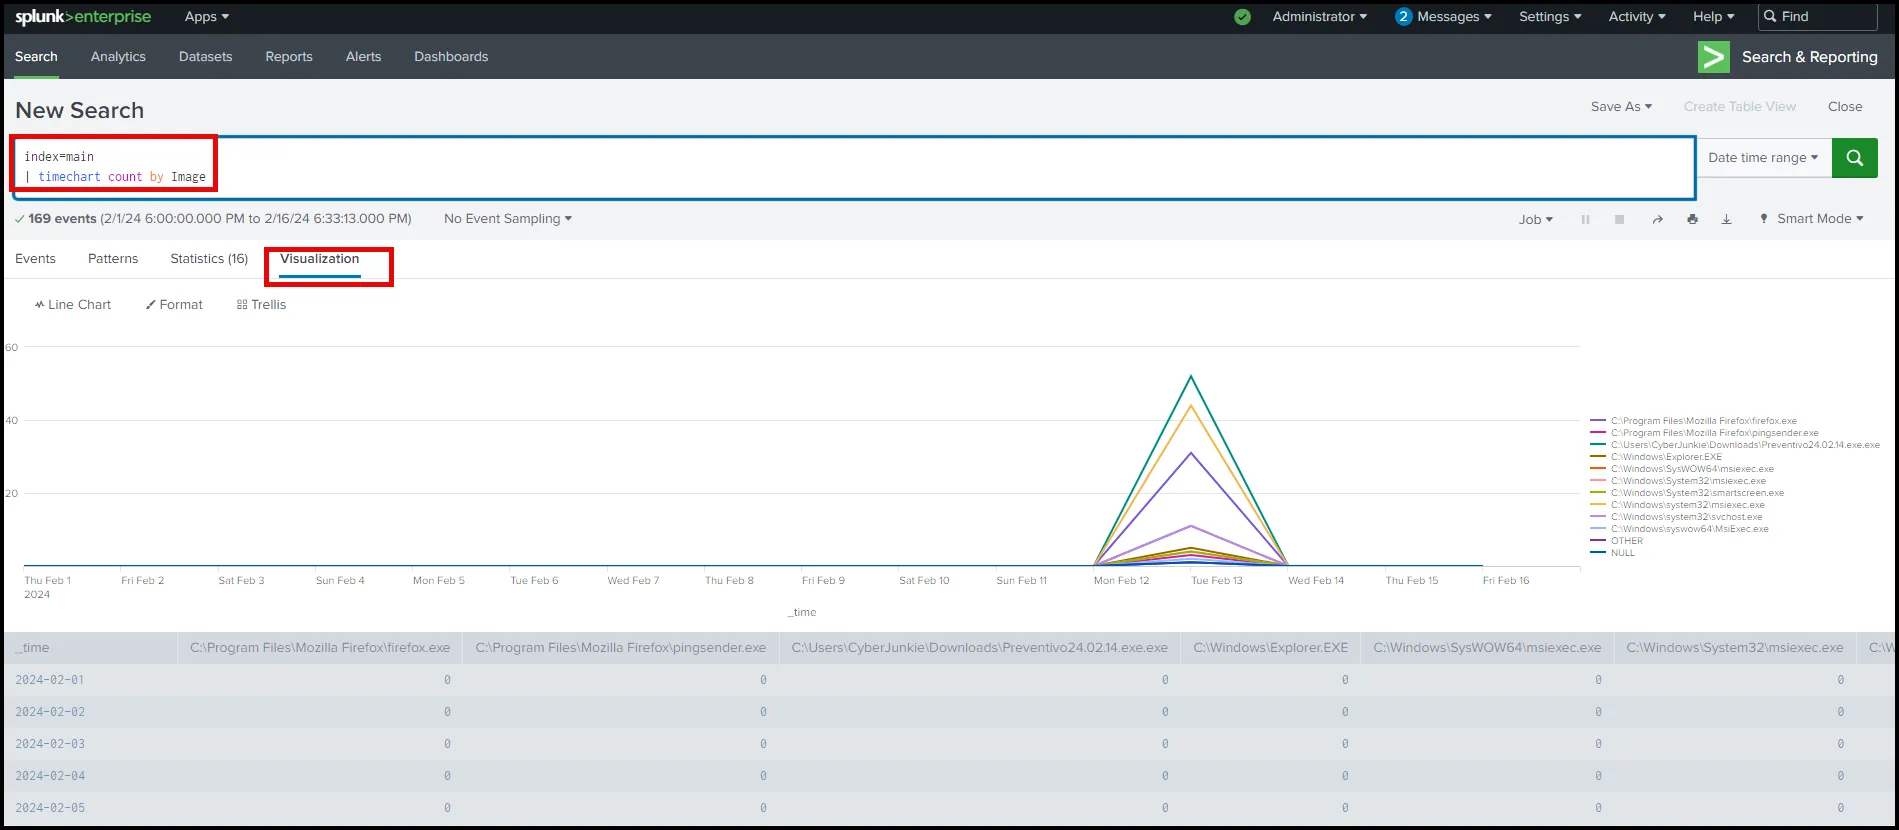 splunk>enterprise Apps Administrator 2 Messages Settings Activity Help Find
Search Analytics Datasets Reports Alerts Dashboards Search & Reporting
New Search Save As Create Table View Close
index=main
| timechart count by Image
Date time range
169 events (2/1/24 6:00:00.000 PM to 2/16/24 6:33:13.000 PM) No Event Sampling Job Smart Mode
Events Patterns Statistics (16) Visualization
Line Chart Format Trellis
60
40
20
C:\Program Files\Mozilla Firefox\firefox.exe
C:\Program Files\Mozilla Firefox\pingsender.exe
C:\Users\CyberJunkie\Downloads\Preventivo24.02.14.exe.exe
C:\Windows\Explorer.EXE
C:\Windows\SysWOW64\msiexec.exe
C:\Windows\System32\msiexec.exe
C:\Windows\System32\smartscreen.exe
C:\Windows\system32\msiexec.exe
C:\Windows\system32\svchost.exe
C:\Windows\syswow64\MsiExec.exe
OTHER
NULL
Thu Feb 1 Fri Feb 2 Sat Feb 3 Sun Feb 4 Mon Feb 5 Tue Feb 6 Wed Feb 7 Thu Feb 8 Fri Feb 9 Sat Feb 10 Sun Feb 11 Mon Feb 12 Tue Feb 13 Wed Feb 14 Thu Feb 15 Fri Feb 16
2024
_time
_time C:\Program Files\Mozilla Firefox\firefox.exe C:\Program Files\Mozilla Firefox\pingsender.exe C:\Users\CyberJunkie\Downloads\Preventivo24.02.14.exe.exe C:\Windows\Explorer.EXE C:\Windows\SysWOW64\msiexec.exe C:\Windows\System32\msiexec.exe C:\W
2024-02-01 0 0 0 0 0 0
2024-02-02 0 0 0 0 0 0
2024-02-03 0 0 0 0 0 0
2024-02-04 0 0 0 0 0 0
2024-02-05 0 0 0 0 0 0